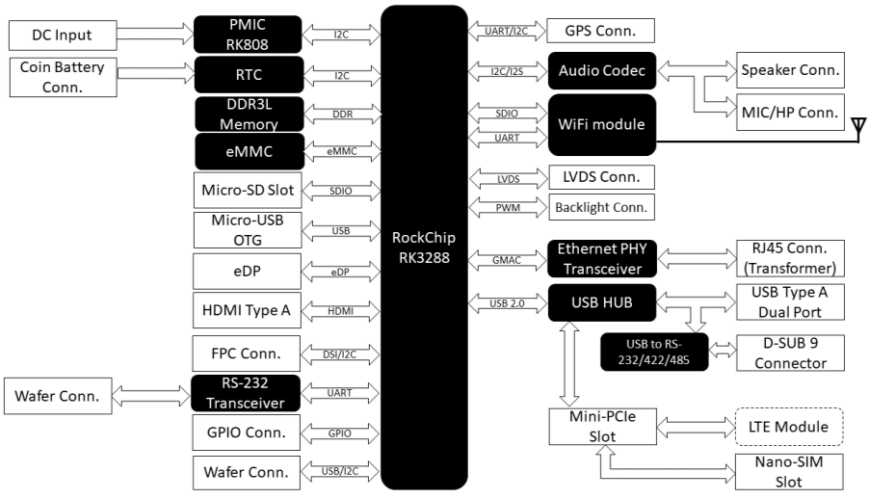 DC Input
PMIC
RK808
I2C
Coin Battery
Conn.
RTC
I2C
DDR3L
Memory
DDR
eMMC
eMMC
Micro-SD Slot
SDIO
Micro-USB
OTG
USB
eDP
eDP
HDMI Type A
HDMI
FPC Conn.
DSI/I2C
Wafer Conn.
RS-232
Transceiver
UART
GPIO Conn.
GPIO
Wafer Conn.
USB/I2C
RockChip
RK3288
UART/I2C
GPS Conn.
I2C/I2S
Audio Codec
Speaker Conn.
MIC/HP Conn.
SDIO
UART
WiFi module
LVDS
LVDS Conn.
PWM
Backlight Conn.
GMAC
Ethernet PHY
Transceiver
RJ45 Conn.
(Transformer)
USB 2.0
USB HUB
USB Type A
Dual Port
USB to RS-
232/422/485
D-SUB 9
Connector
Mini-PCIe
Slot
LTE Module
Nano-SIM
Slot